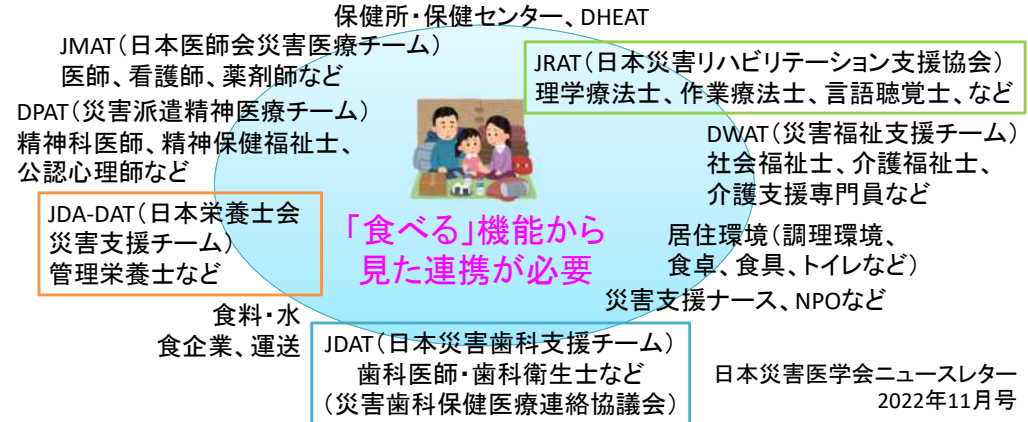 保健所・保健センター、DHEAT
JMAT(日本医師会災害医療チーム)
医師、看護師、薬剤師など
JRAT(日本災害リハビリテーション支援協会)
理学療法士、作業療法士、言語聴覚士、など
DPAT(災害派遣精神医療チーム)
精神科医師、精神保健福祉士、
公認心理師など
DWAT(災害福祉支援チーム)
社会福祉士、介護福祉士、
介護支援専門員など
JDA-DAT(日本栄養士会
災害支援チーム)
管理栄養士など
「食べる」機能から
見た連携が必要
居住環境(調理環境、
食卓、食具、トイレなど)
災害支援ナース、NPOなど
食料・水
食企業、運送
JDAT(日本災害歯科支援チーム)
歯科医師・歯科衛生士など
(災害歯科保健医療連絡協議会)
日本災害医学会ニュースレター
2022年11月号